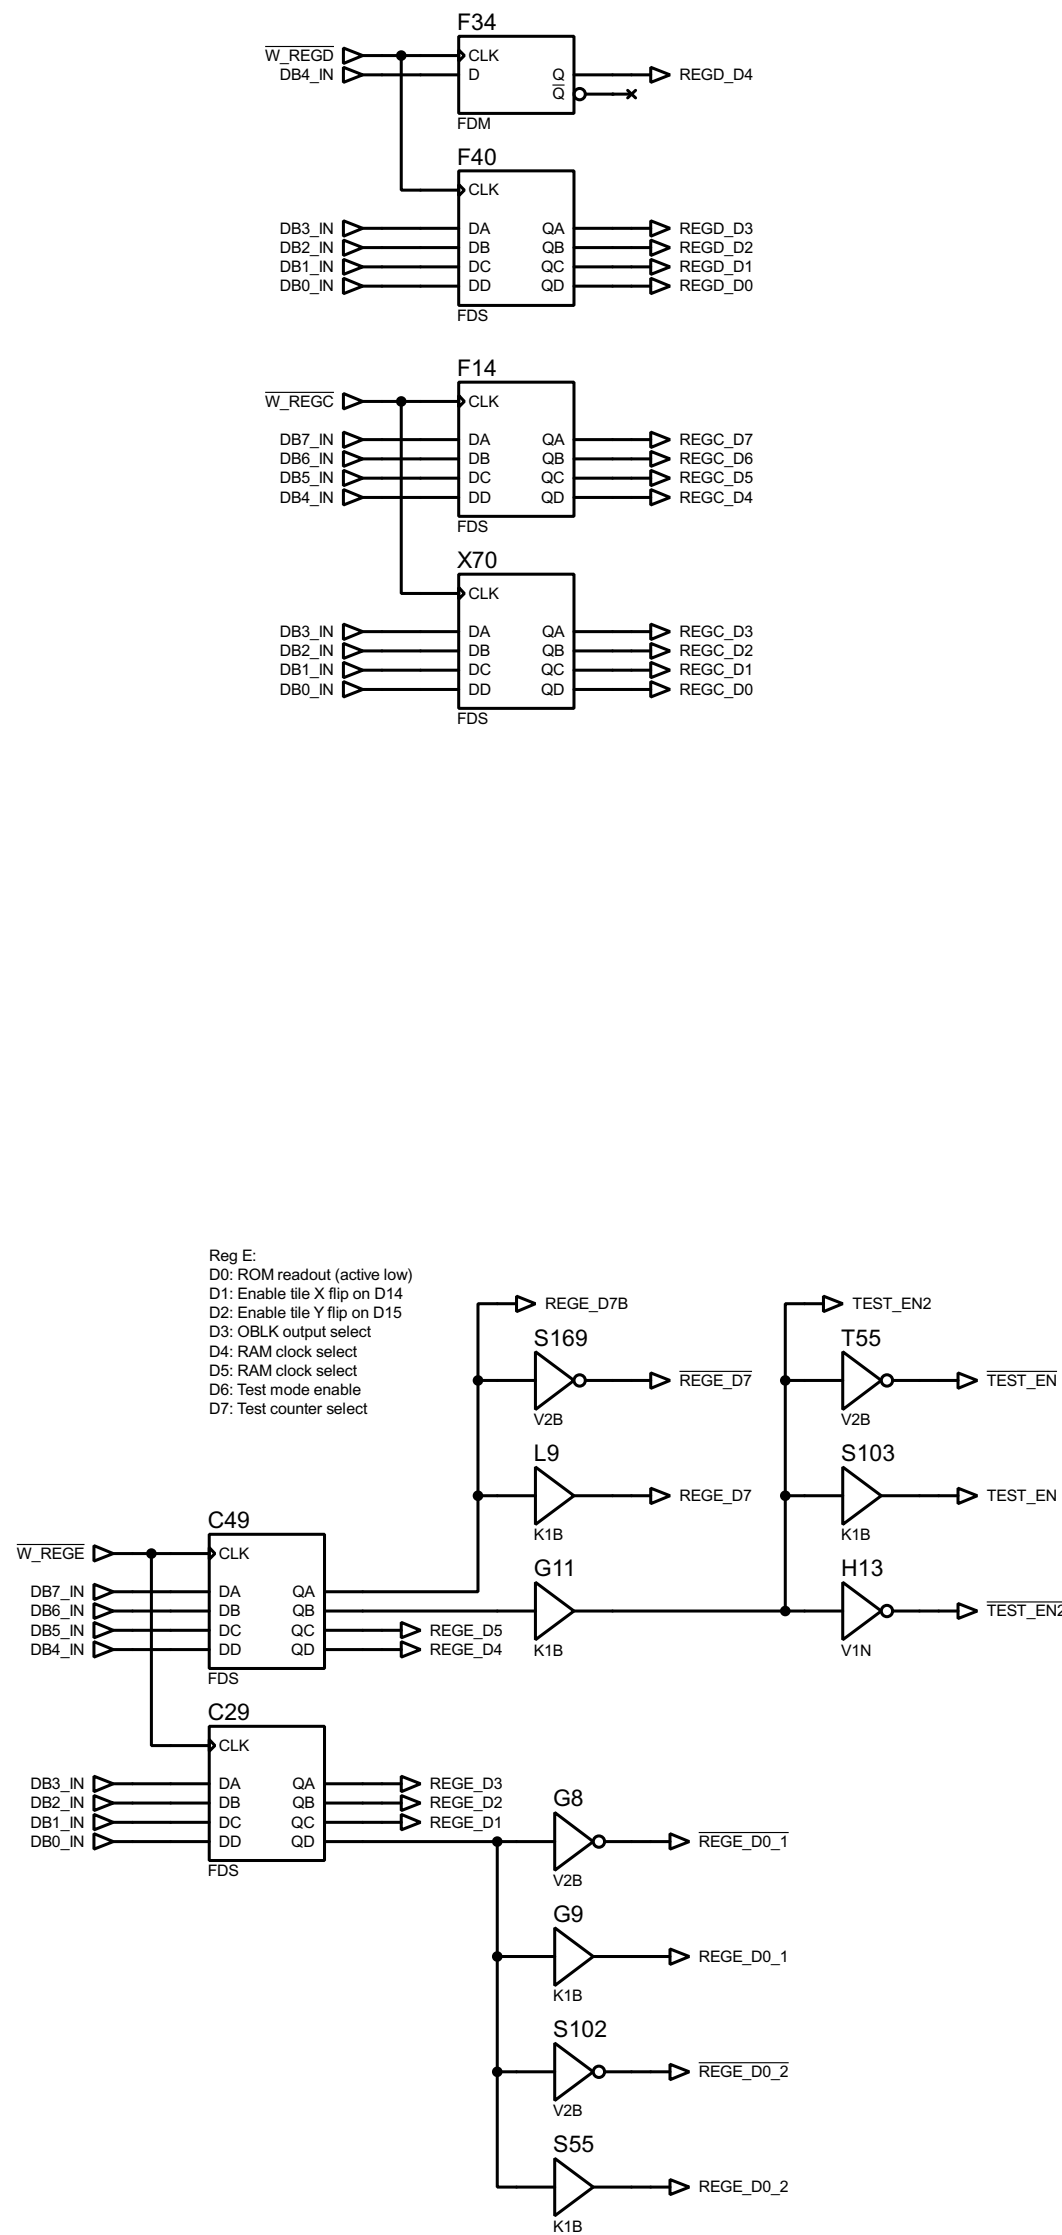 F34
W_REGD
CLK
DB4_IN
D
Q
REGD_D4
Q
FDM
F40
CLK
DB3_IN DA QA REGD_D3
DB2_IN DB QB REGD_D2
DB1_IN DC QC REGD_D1
DB0_IN DD QD REGD_D0
FDS
F14
W_REGC CLK
DB7_IN DA QA REGC_D7
DB6_IN DB QB REGC_D6
DB5_IN DC QC REGC_D5
DB4_IN DD QD REGC_D4
FDS
X70
CLK
DB3_IN DA QA REGC_D3
DB2_IN DB QB REGC_D2
DB1_IN DC QC REGC_D1
DB0_IN DD QD REGC_D0
FDS
Reg E:
D0: ROM readout (active low)
D1: Enable tile X flip on D14
D2: Enable tile Y flip on D15
D3: OBLK output select
D4: RAM clock select
D5: RAM clock select
D6: Test mode enable
D7: Test counter select
REGE_D7B
TEST_EN2
S169
T55
REGE_D7
TEST_EN
V2B
V2B
L9
S103
REGE_D7
TEST_EN
K1B
K1B
C49
W_REGE CLK
G11
H13
DB7_IN DA QA
DB6_IN DB QB
TEST_EN2
DB5_IN DC QC REGE_D5
DB4_IN DD QD REGE_D4
K1B
V1N
FDS
C29
CLK
DB3_IN DA QA REGE_D3
DB2_IN DB QB REGE_D2
DB1_IN DC QC REGE_D1
DB0_IN DD QD
FDS
G8
REGE_D0_1
V2B
G9
REGE_D0_1
K1B
S102
REGE_D0_2
V2B
S55
REGE_D0_2
K1B